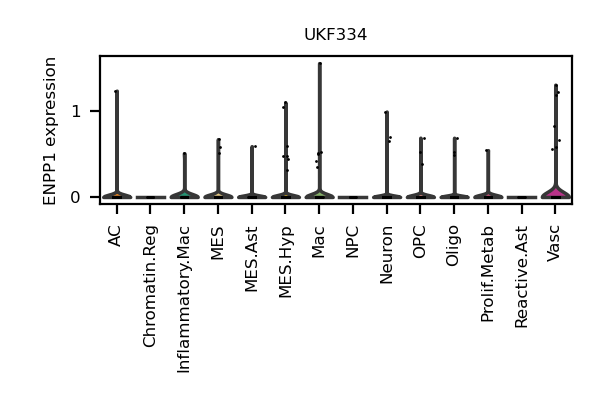 UKF334
ENPP1 expression
1
0
AC
Chromatin.Reg
Inflammatory.Mac
MES
MES.Ast
MES.Hyp
Mac
NPC
Neuron
OPC
Oligo
Prolif.Metab
Reactive.Ast
Vasc